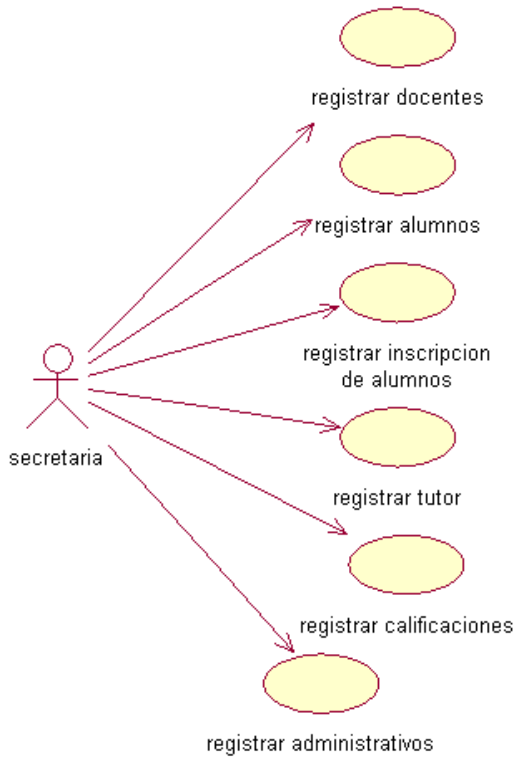 registrar docentes
registrar alumnos
registrar inscripcion
de alumnos
secretaria
registrar tutor
registrar calificaciones
registrar administrativos